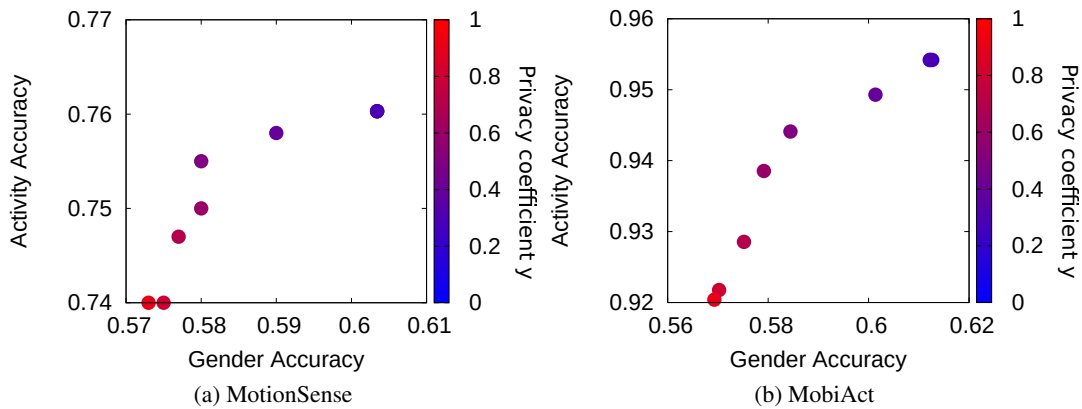 0.77
0.76
0.75
0.74
0.57 0.58 0.59 0.6 0.61
Activity Accuracy
Gender Accuracy
1
0.8
0.6
0.4
0.2
0
Privacy coefficient y
(a) MotionSense
0.96
0.95
0.94
0.93
0.92
0.56 0.58 0.6 0.62
Activity Accuracy
Gender Accuracy
1
0.8
0.6
0.4
0.2
0
Privacy coefficient y
(b) MobiAct